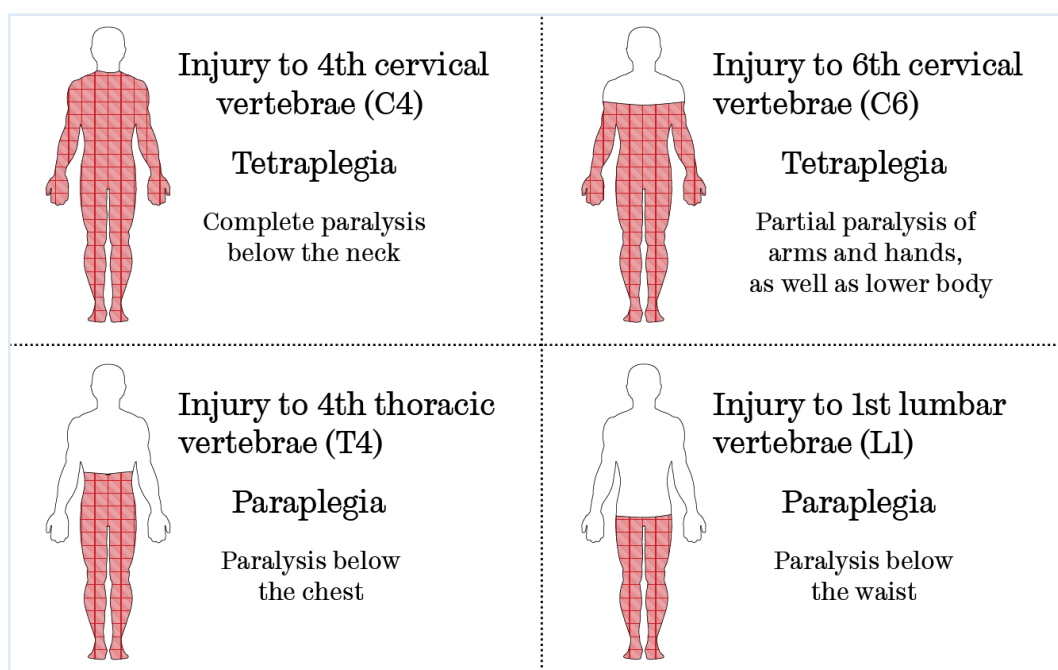 Injury to 4th cervical
vertebrae (C4)
Tetraplegia
Complete paralysis
below the neck
Injury to 6th cervical
vertebrae (C6)
Tetraplegia
Partial paralysis of
arms and hands,
as well as lower body
Injury to 4th thoracic
vertebrae (T4)
Paraplegia
Paralysis below
the chest
Injury to 1st lumbar
vertebrae (L1)
Paraplegia
Paralysis below
the waist